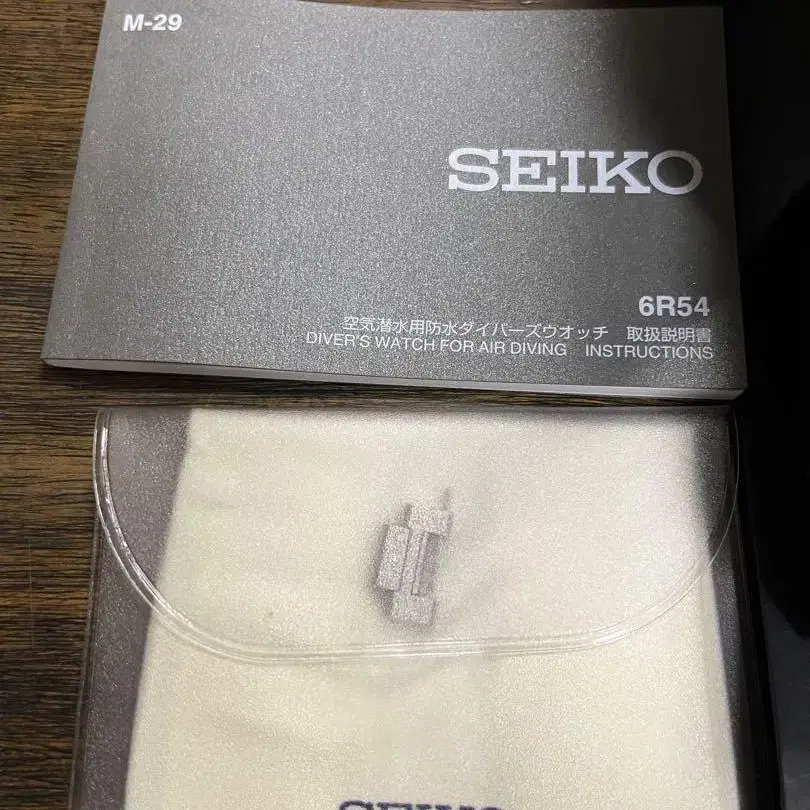 M-29
SEIKO
6R54
空気潜水用防水ダイバーズウオッチ　取扱説明書
DIVER'S WATCH FOR AIR DIVING　INSTRUCTIONS
SEIKO